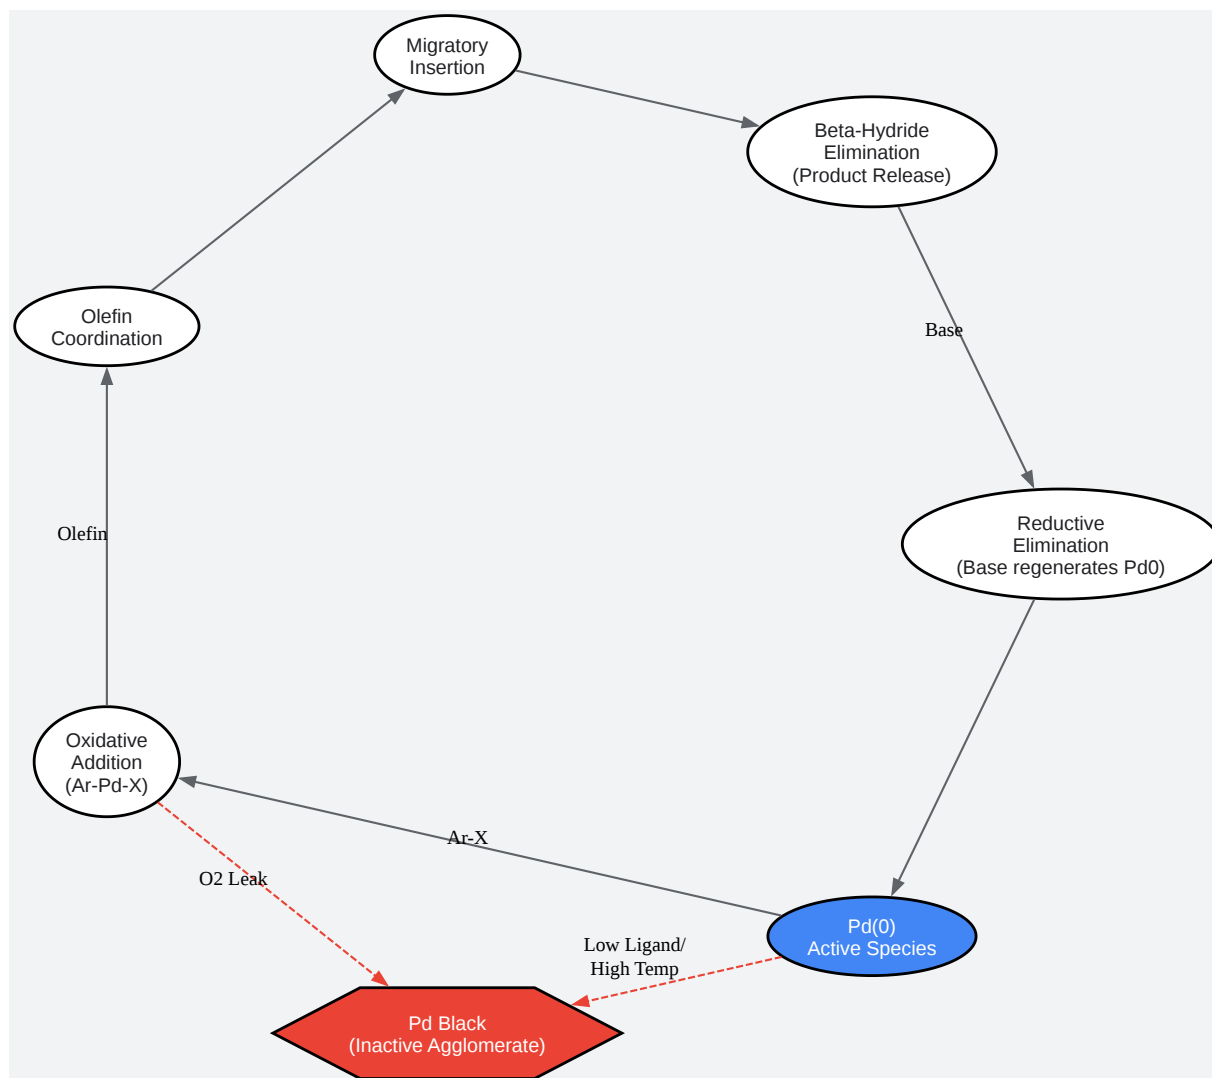 Migratory
Insertion
Beta-Hydride
Elimination
(Product Release)
Olefin
Coordination
Base
Reductive
Elimination
(Base regenerates Pd0)
Olefin
Oxidative
Addition
(Ar-Pd-X)
Ar-X
O2 Leak
Pd(0)
Active Species
Low Ligand/
High Temp
Pd Black
(Inactive Agglomerate)